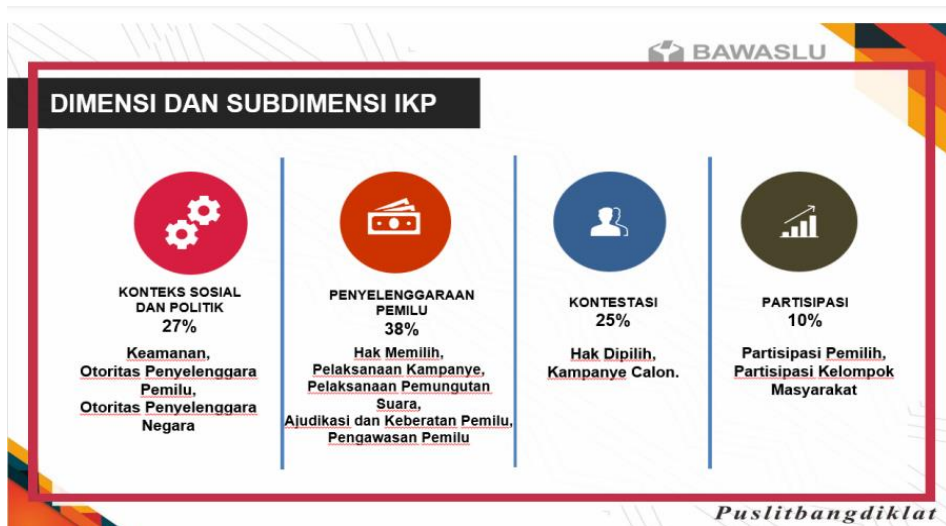 BAWASLU
DIMENSI DAN SUBDIMENSI IKP
KONTEKS SOSIAL
DAN POLITIK
27%
Keamanan,
Otoritas Penyelenggara
Pemilu,
Otoritas Penyelenggara
Negara
PENYELENGGARAAN
PEMILU
38%
Hak Memilih,
Pelaksanaan Kampanye,
Pelaksanaan Pemungutan
Suara,
Ajudikasi dan Keberatan Pemilu,
Pengawasan Pemilu
KONTESTASI
25%
Hak Dipilih,
Kampanye Calon.
PARTISIPASI
10%
Partisipasi Pemilih,
Partisipasi Kelompok
Masyarakat
Puslitbangdiklat